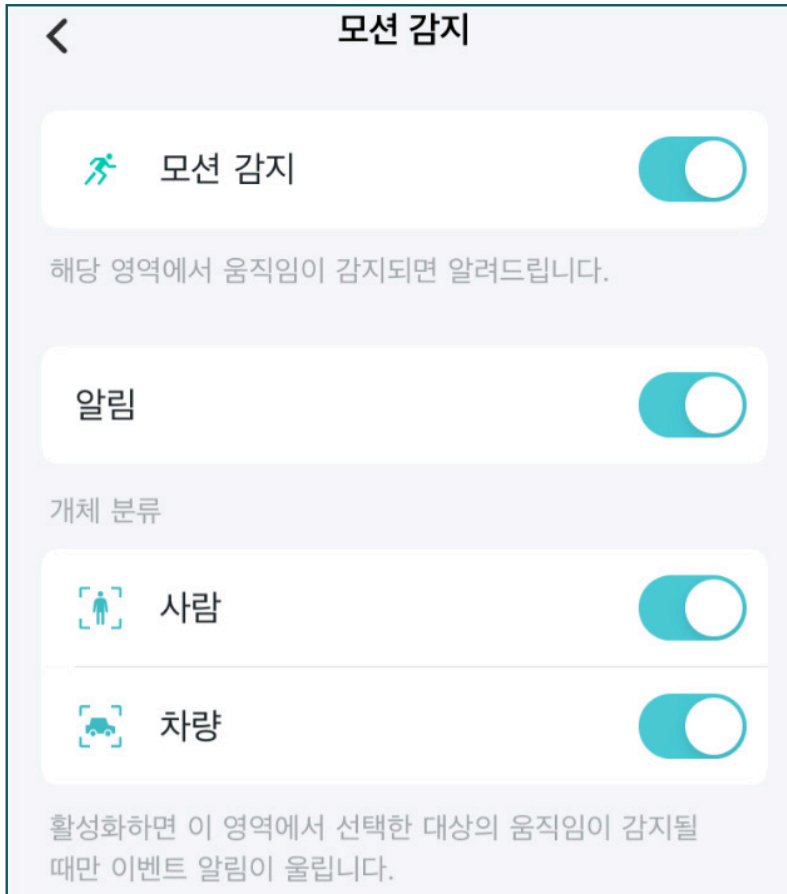 모션 감지
모션 감지
해당 영역에서 움직임이 감지되면 알려드립니다.
알림
개체 분류
사람
차량
활성화하면 이 영역에서 선택한 대상의 움직임이 감지될
때만 이벤트 알림이 울립니다.